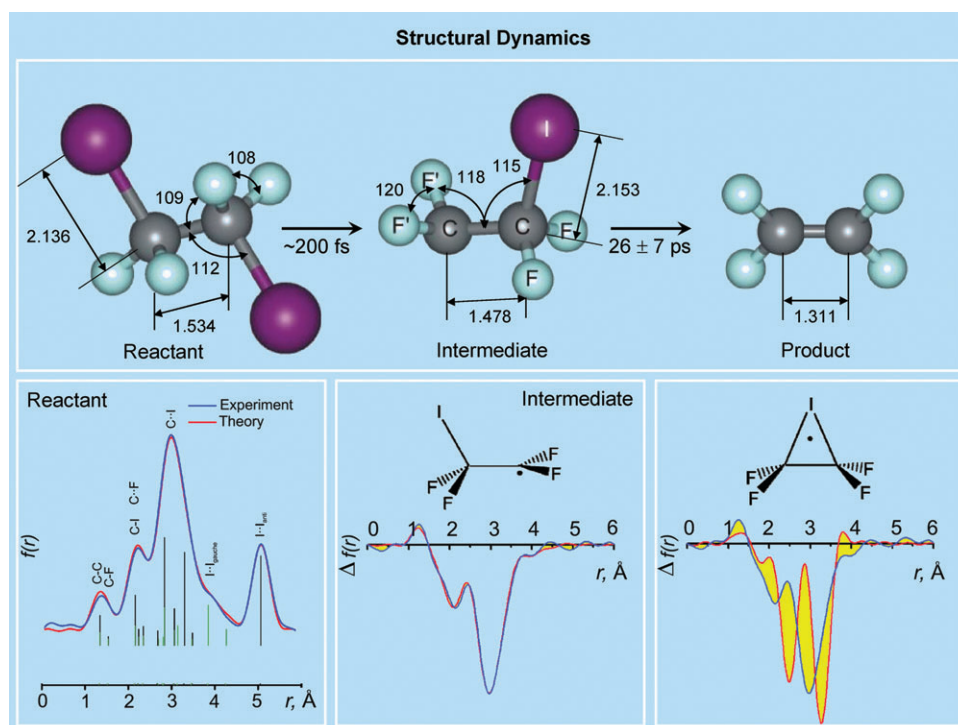 Structural Dynamics
108
109
2.136
112
1.534
Reactant
~200 fs
I
115
118
120
F'
F'
C
C
F
F
2.153
1.478
Intermediate
26 ± 7 ps
1.311
Product
Reactant
Experiment
Theory
C-C
C-F
C-I
C··F
C··I
I··Igauche
I··Ianti
f(r)
0 1 2 3 4 5 r, Å
Intermediate
I
F
F
F
F
0 1 2 3 4 5 6
r, Å
Δ f(r)
I
F
F
F
F
0 1 2 3 4 5 6
r, Å
Δ f(r)